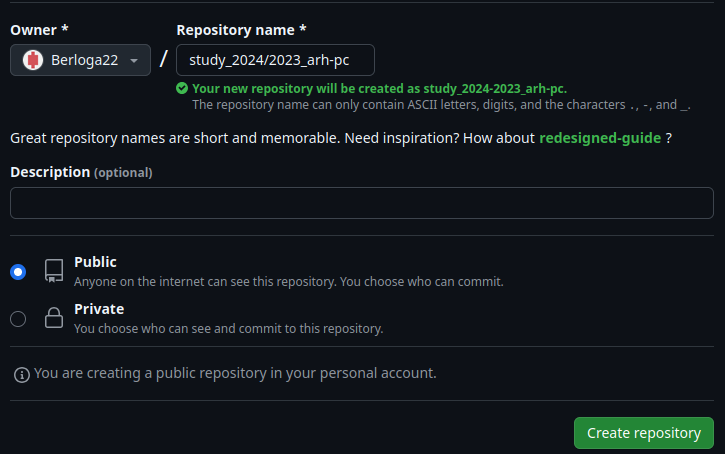 Owner * Repository name *
Berloga22 / study_2024/2023_arh-pc
Your new repository will be created as study_2024-2023_arh-pc.
The repository name can only contain ASCII letters, digits, and the characters ., -, and _.
Great repository names are short and memorable. Need inspiration? How about redesigned-guide ?
Description (optional)
Public
Anyone on the internet can see this repository. You choose who can commit.
Private
You choose who can see and commit to this repository.
You are creating a public repository in your personal account.
Create repository